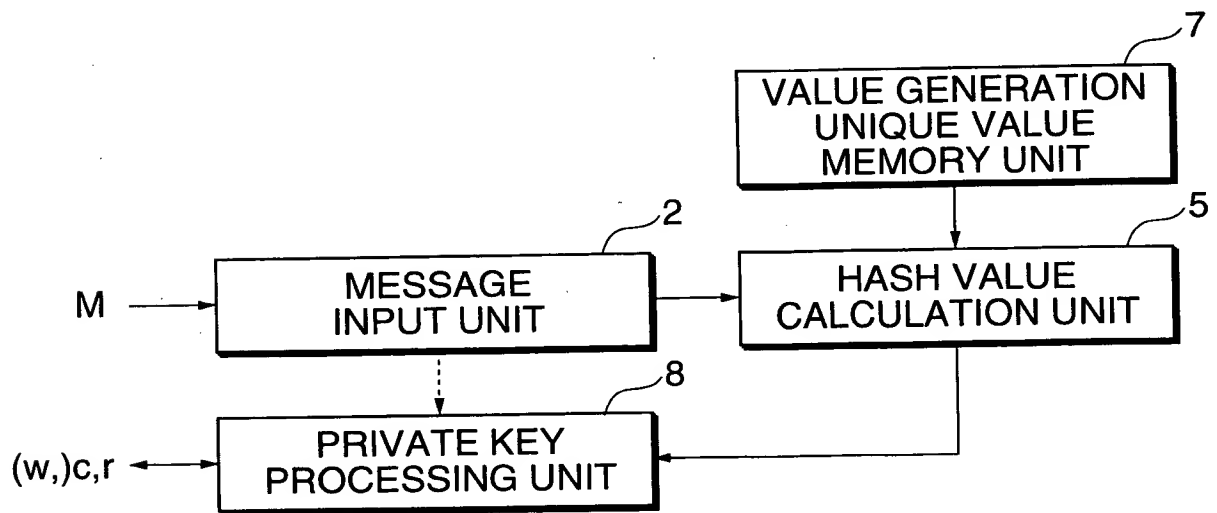 7
VALUE GENERATION
UNIQUE VALUE
MEMORY UNIT
2
5
M
MESSAGE
INPUT UNIT
HASH VALUE
CALCULATION UNIT
8
(w,)c,r
PRIVATE KEY
PROCESSING UNIT